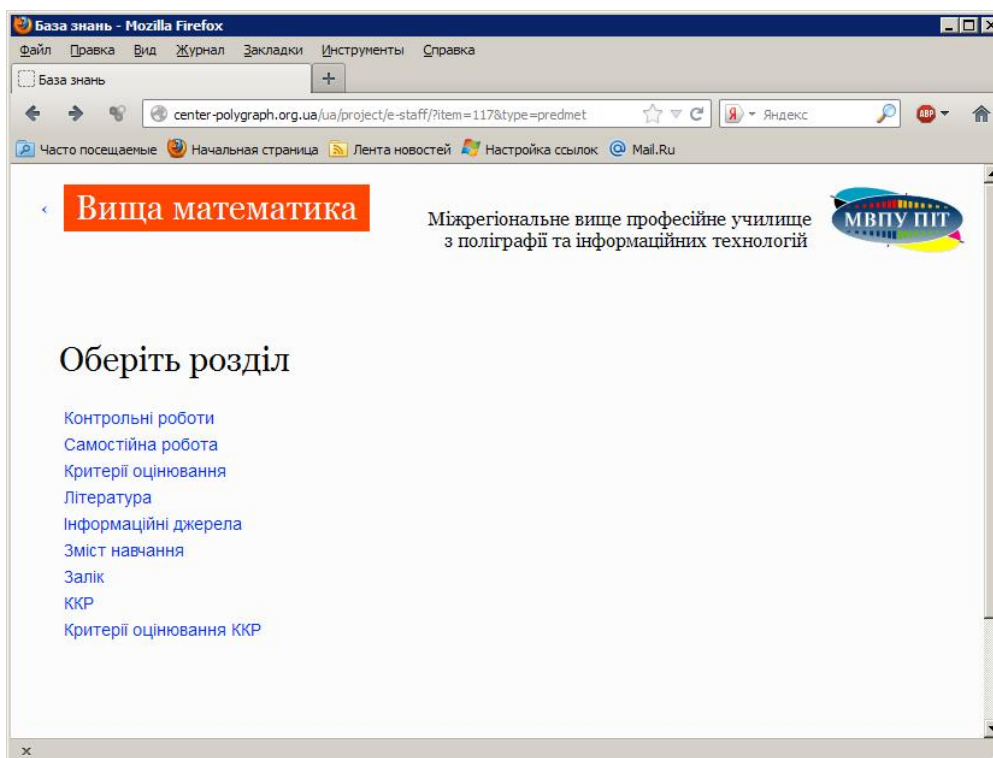 База знань - Mozilla Firefox
Файл Правка Вид Журнал Закладки Инструменты Справка
База знань
center-polygraph.org.ua/ua/project/e-staff/?item=117&type=predmet
Я Яндекс
ABP
Часто посещаемые Начальная страница Лента новостей Настройка ссылок @ Mail.Ru
‹ Вища математика
Міжрегіональне вище професійне училище
з поліграфії та інформаційних технологій
МВПУ ПІТ
Оберіть розділ
Контрольні роботи
Самостійна робота
Критерії оцінювання
Література
Інформаційні джерела
Зміст навчання
Залік
ККР
Критерії оцінювання ККР
x